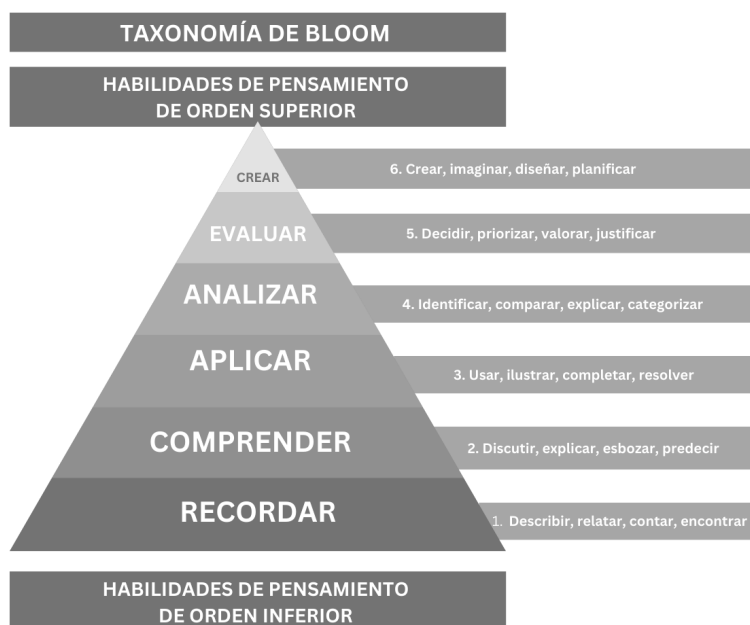 TAXONOMÍA DE BLOOM
HABILIDADES DE PENSAMIENTO
DE ORDEN SUPERIOR
CREAR
6. Crear, imaginar, diseñar, planificar
EVALUAR
5. Decidir, priorizar, valorar, justificar
ANALIZAR
4. Identificar, comparar, explicar, categorizar
APLICAR
3. Usar, ilustrar, completar, resolver
COMPRENDER
2. Discutir, explicar, esbozar, predecir
RECORDAR
1. Describir, relatar, contar, encontrar
HABILIDADES DE PENSAMIENTO
DE ORDEN INFERIOR